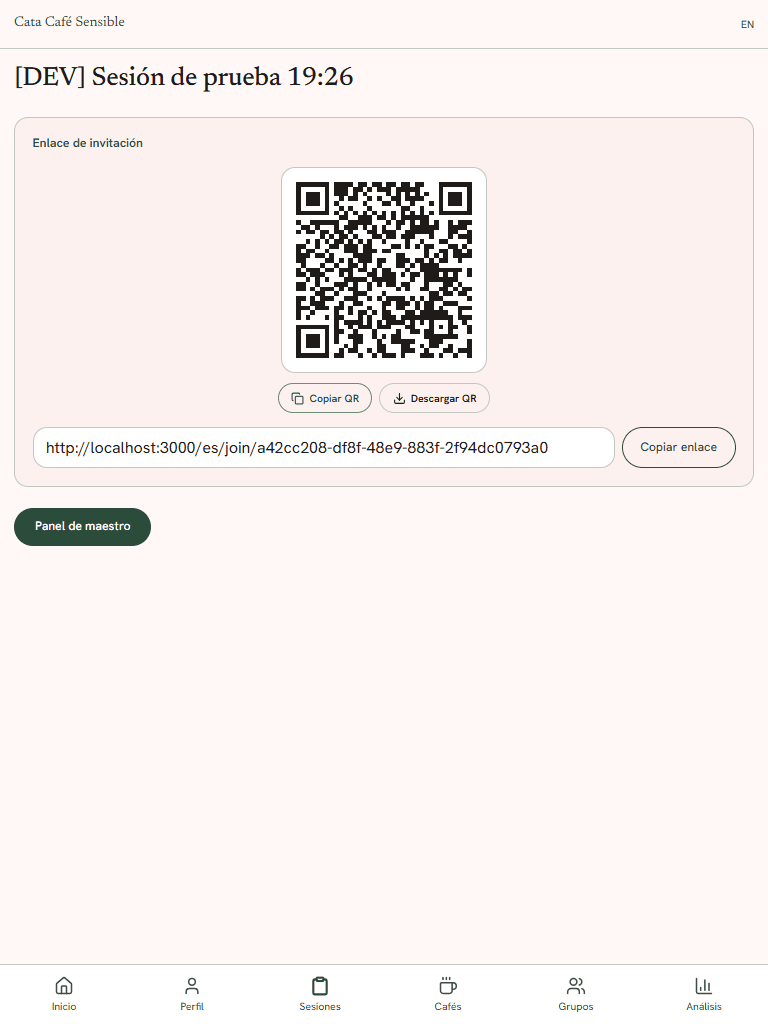 Cata Café Sensible
EN
[DEV] Sesión de prueba 19:26
Enlace de invitación
Copiar QR
Descargar QR
http://localhost:3000/es/join/a42cc208-df8f-48e9-883f-2f94dc0793a0
Copiar enlace
Panel de maestro
Inicio
Perfil
Sesiones
Cafés
Grupos
Análisis